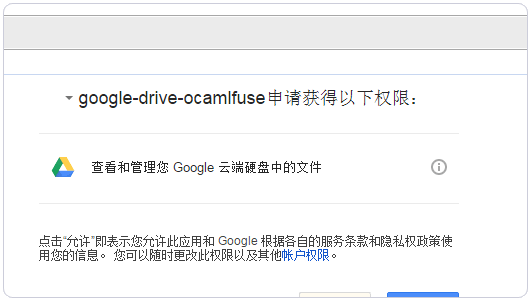 google-drive-ocamlfuse申请获得以下权限：
查看和管理您 Google 云端硬盘中的文件
点击“允许”即表示您允许此应用和 Google 根据各自的服务条款和隐私权政策使
用您的信息。 您可以随时更改此权限以及其他帐户权限。